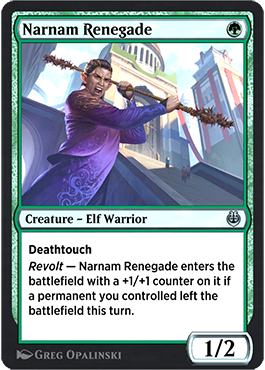 Narnam Renegade
Creature – Elf Warrior
Deathtouch
Revolt — Narnam Renegade enters the
battlefield with a +1/+1 counter on it if
a permanent you controlled left the
battlefield this turn.
1/2
Greg Opalinski